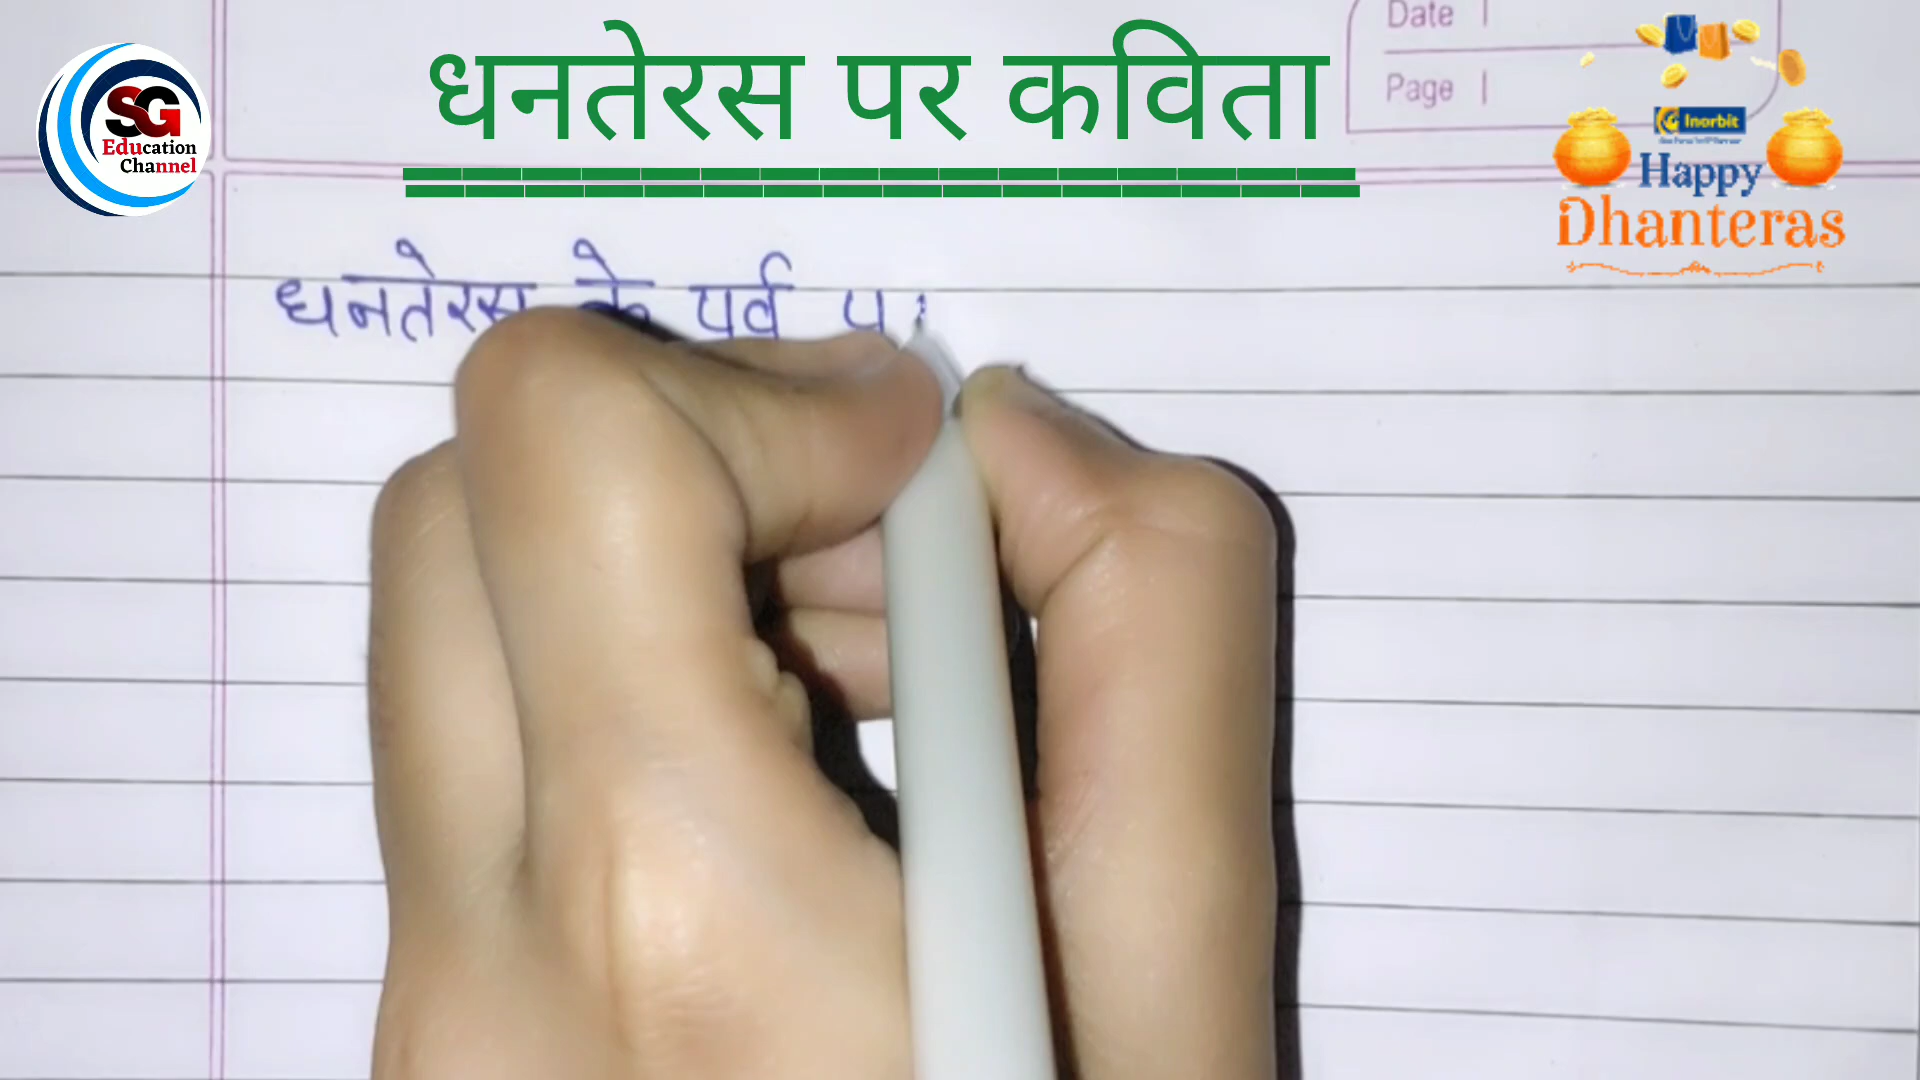 धनतेरस पर कविता
Date
Page
SG
Education
Channel
Inorbit
Happy
Dhanteras
धनतेरस के पर्व